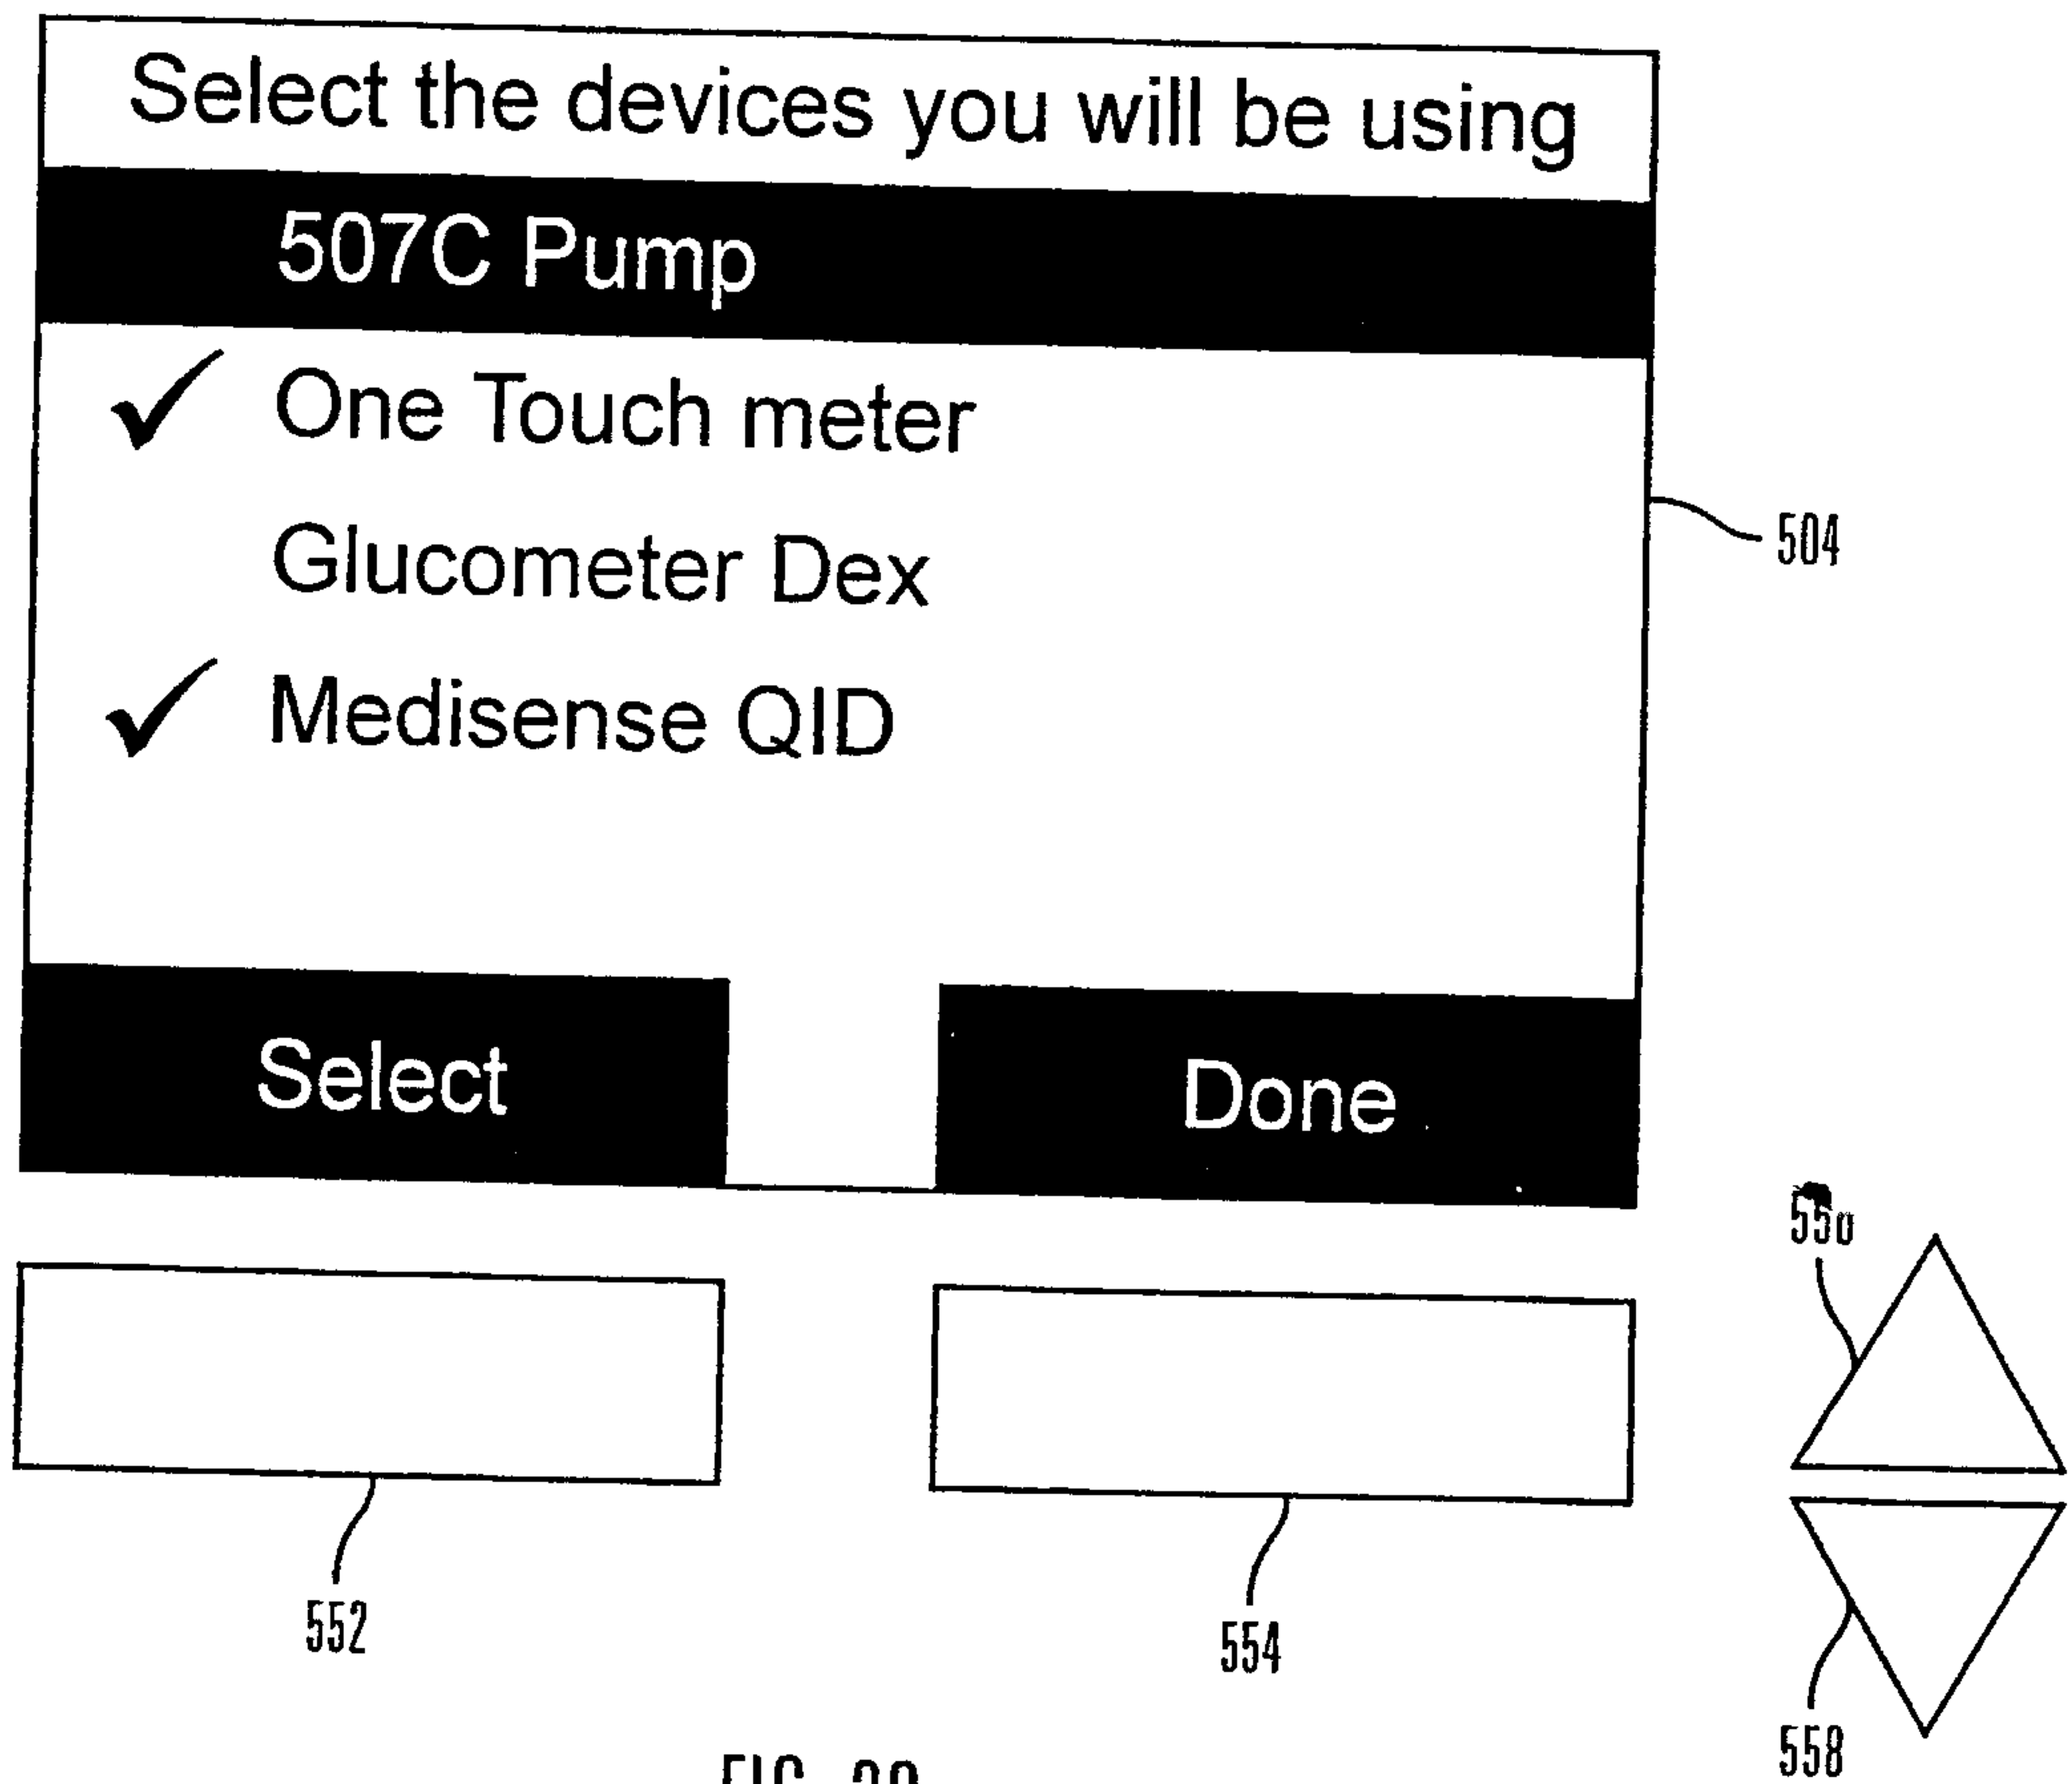 Select the devices you will be using
507C Pump
✓ One Touch meter
Glucometer Dex
✓ Medisense QID
504
Select
Done
552
554
558